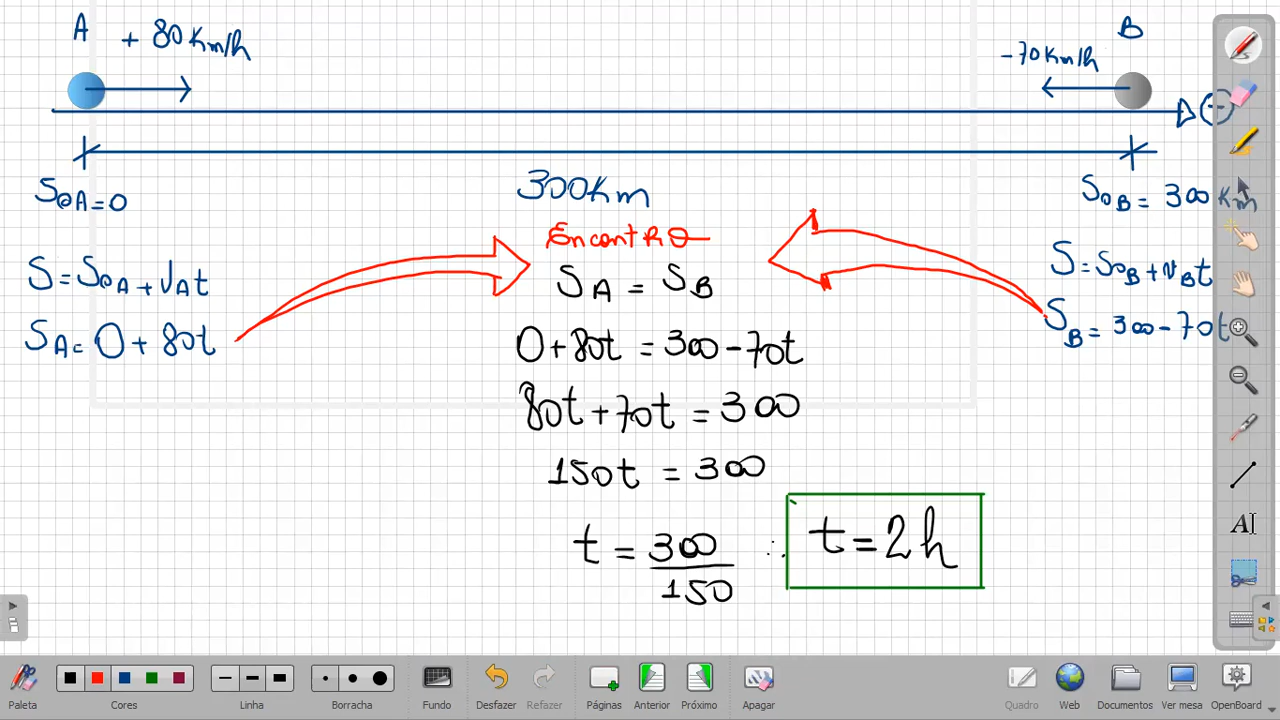 A
+ 80 Km/h
B
-70 Km/h
(+)
300 Km
S₀A = 0
S₀B = 300 Km
Encontro
S = S₀A + VAt
SA = SB
S = S₀B + VBt
SA = 0 + 80t
0 + 80t = 300 - 70t
SB = 300 - 70t
80t + 70t = 300
150t = 300
t = 300/150 ∴ t = 2h
Paleta
Cores
Linha
Borracha
Fundo
Desfazer
Refazer
Páginas
Anterior
Próximo
Apagar
Quadro
Web
Documentos
Ver mesa
OpenBoard